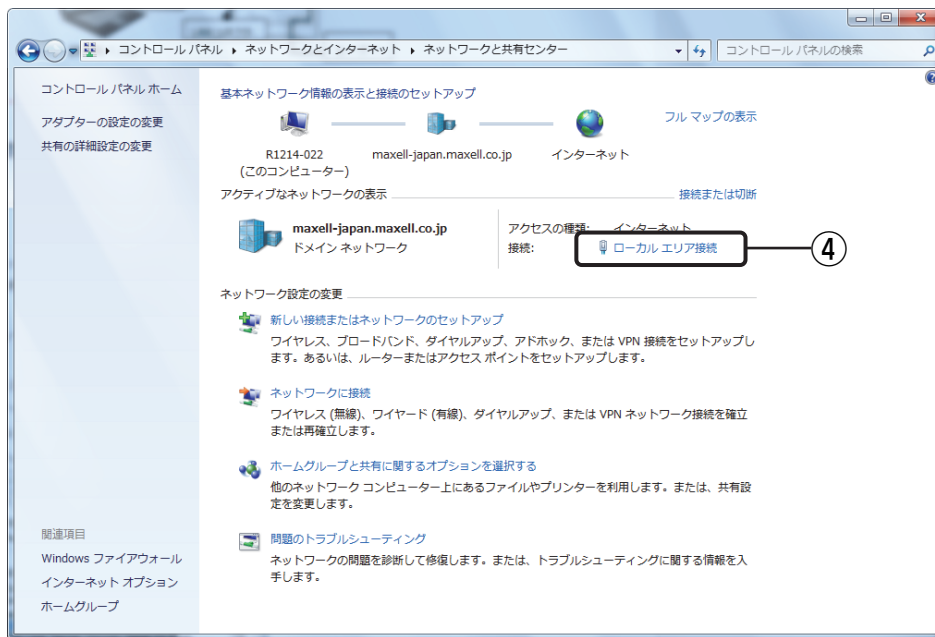 コントロール パネル ▸ ネットワークとインターネット ▸ ネットワークと共有センター
コントロール パネルの検索
コントロール パネル ホーム
アダプターの設定の変更
共有の詳細設定の変更
基本ネットワーク情報の表示と接続のセットアップ
フル マップの表示
R1214-022 maxell-japan.maxell.co.jp インターネット
(このコンピューター)
アクティブなネットワークの表示 接続または切断
maxell-japan.maxell.co.jp
ドメイン ネットワーク
アクセスの種類: インターネット
接続: ローカル エリア接続
④
ネットワーク設定の変更
新しい接続またはネットワークのセットアップ
ワイヤレス、ブロードバンド、ダイヤルアップ、アドホック、または VPN 接続をセットアップし
ます。あるいは、ルーターまたはアクセス ポイントをセットアップします。
ネットワークに接続
ワイヤレス (無線)、ワイヤード (有線)、ダイヤルアップ、または VPN ネットワーク接続を確立
または再確立します。
ホームグループと共有に関するオプションを選択する
他のネットワーク コンピューター上にあるファイルやプリンターを利用します。または、共有設
定を変更します。
問題のトラブルシューティング
ネットワークの問題を診断して修復します。または、トラブルシューティングに関する情報を入
手します。
関連項目
Windows ファイアウォール
インターネット オプション
ホームグループ